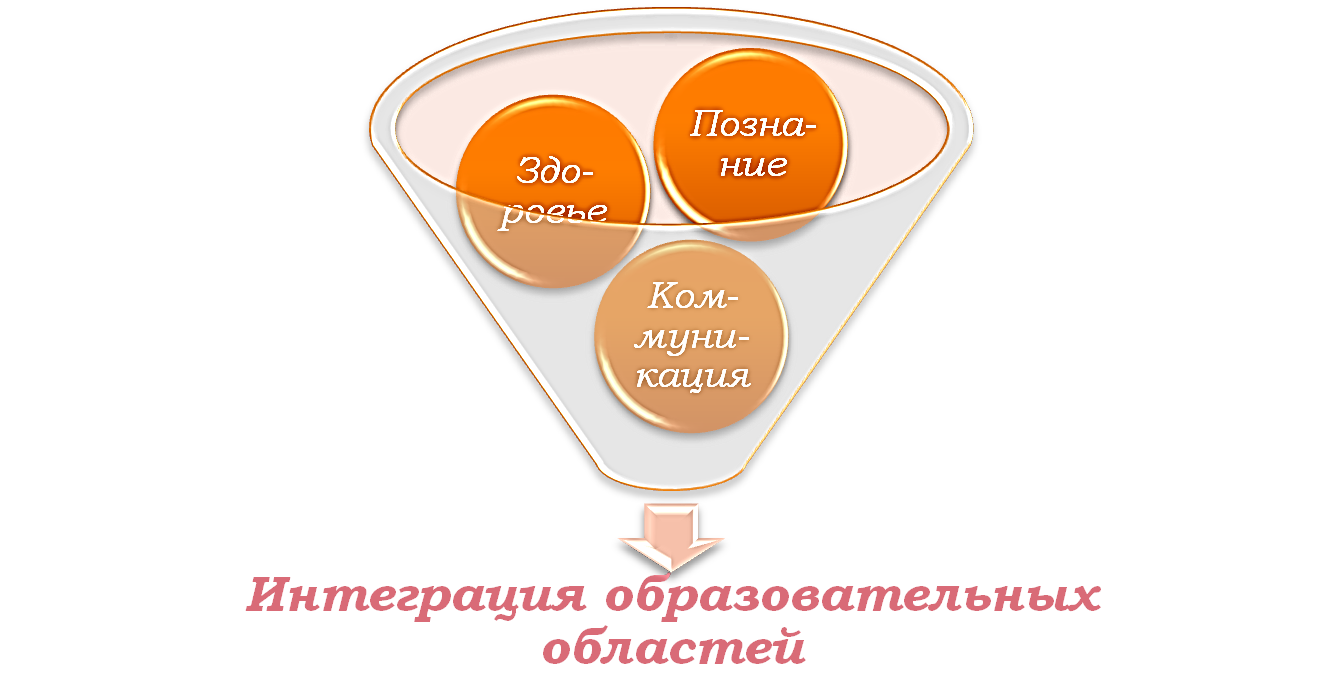 Позна-
ние
Здо-
ровье
Ком-
муни-
кация
Интеграция образовательных
областей